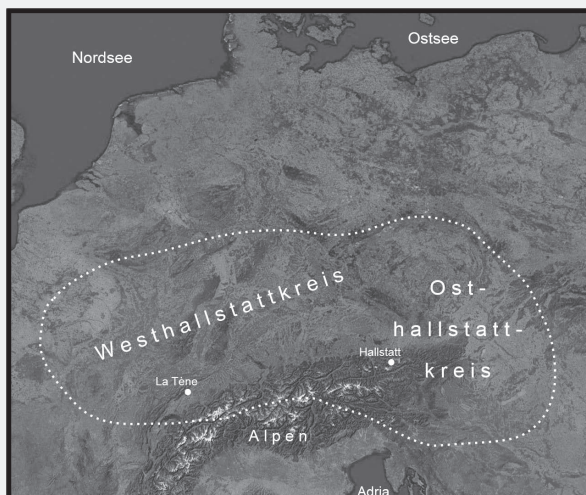 Ostsee
Nordsee
Westhallstattkreis
Ost-
hallstatt-
kreis
Hallstatt
La Tène
Alpen
Adria